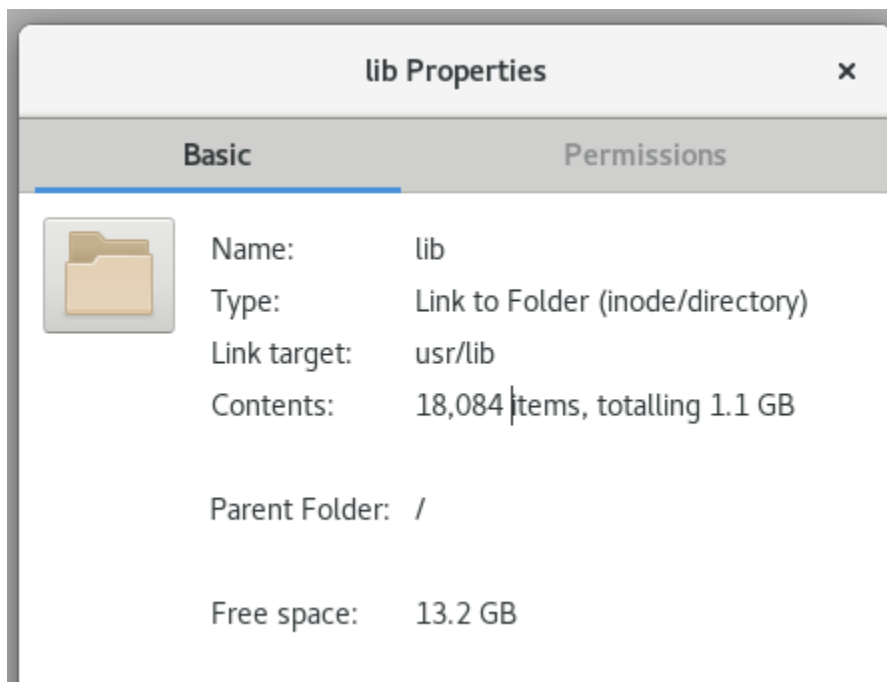 lib Properties
Basic
Permissions
Name: lib
Type: Link to Folder (inode/directory)
Link target: usr/lib
Contents: 18,084 items, totalling 1.1 GB
Parent Folder: /
Free space: 13.2 GB